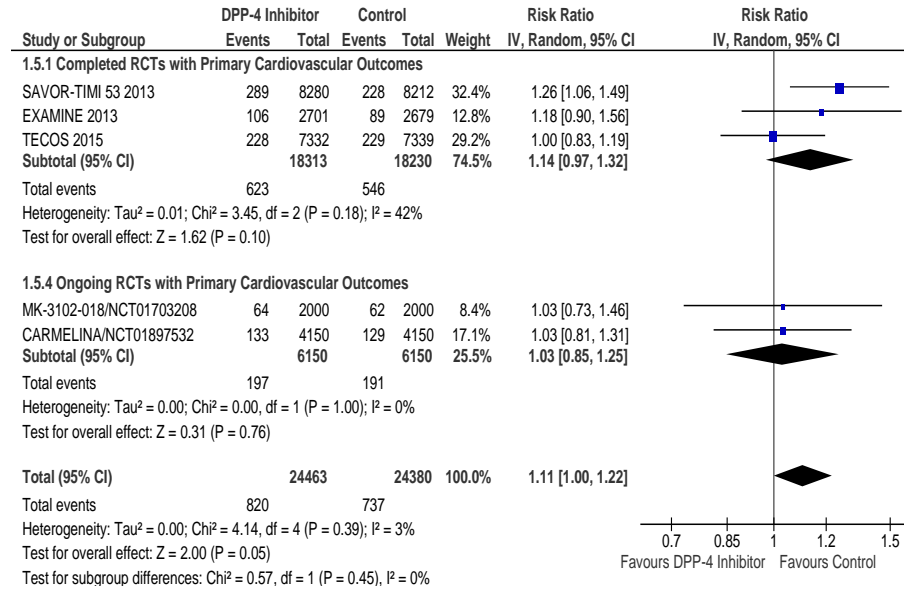 DPP-4 Inhibitor Control Risk Ratio Risk Ratio
Study or Subgroup Events Total Events Total Weight IV, Random, 95% CI IV, Random, 95% CI
1.5.1 Completed RCTs with Primary Cardiovascular Outcomes
SAVOR-TIMI 53 2013 289 8280 228 8212 32.4% 1.26 [1.06, 1.49]
EXAMINE 2013 106 2701 89 2679 12.8% 1.18 [0.90, 1.56]
TECOS 2015 228 7332 229 7339 29.2% 1.00 [0.83, 1.19]
Subtotal (95% CI) 18313 18230 74.5% 1.14 [0.97, 1.32]
Total events 623 546
Heterogeneity: Tau² = 0.01; Chi² = 3.45, df = 2 (P = 0.18); I² = 42%
Test for overall effect: Z = 1.62 (P = 0.10)
1.5.4 Ongoing RCTs with Primary Cardiovascular Outcomes
MK-3102-018/NCT01703208 64 2000 62 2000 8.4% 1.03 [0.73, 1.46]
CARMELINA/NCT01897532 133 4150 129 4150 17.1% 1.03 [0.81, 1.31]
Subtotal (95% CI) 6150 6150 25.5% 1.03 [0.85, 1.25]
Total events 197 191
Heterogeneity: Tau² = 0.00; Chi² = 0.00, df = 1 (P = 1.00); I² = 0%
Test for overall effect: Z = 0.31 (P = 0.76)
Total (95% CI) 24463 24380 100.0% 1.11 [1.00, 1.22]
Total events 820 737
Heterogeneity: Tau² = 0.00; Chi² = 4.14, df = 4 (P = 0.39); I² = 3%
Test for overall effect: Z = 2.00 (P = 0.05)
Test for subgroup differences: Chi² = 0.57, df = 1 (P = 0.45), I² = 0%
0.7 0.85 1 1.2 1.5
Favours DPP-4 Inhibitor Favours Control